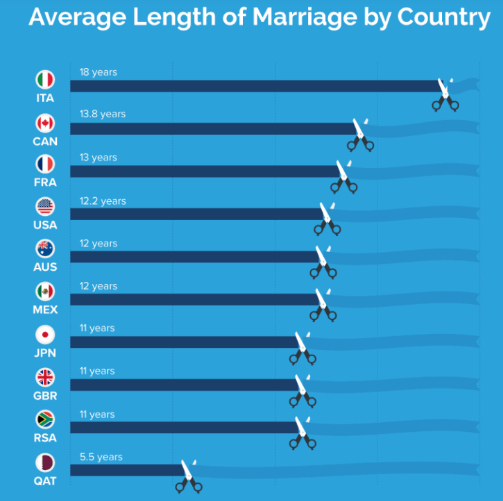 Average Length of Marriage by Country
18 years
ITA
13.8 years
CAN
13 years
FRA
12.2 years
USA
12 years
AUS
12 years
MEX
11 years
JPN
11 years
GBR
11 years
RSA
5.5 years
QAT